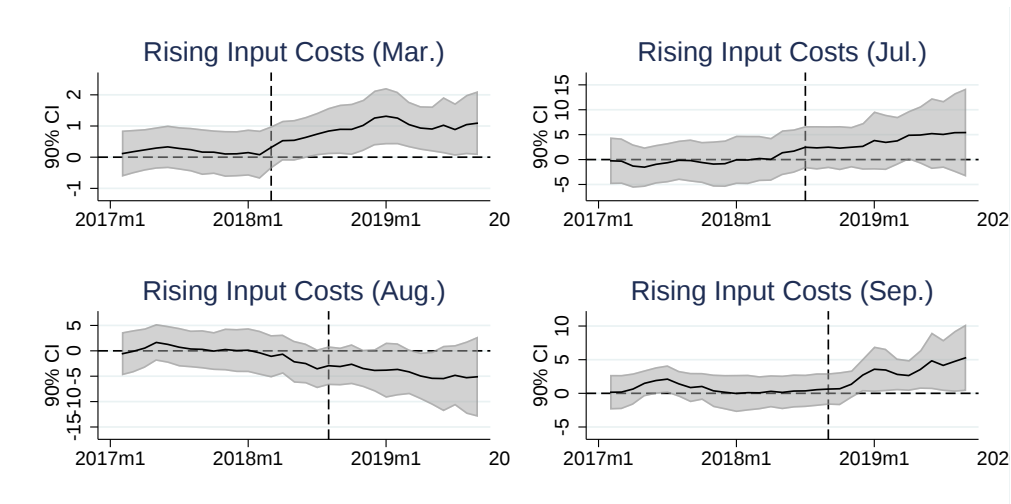 Rising Input Costs (Mar.)
90% CI
2
1
0
-1
2017m1 2018m1 2019m1 20
Rising Input Costs (Jul.)
90% CI
15
10
5
0
-5
2017m1 2018m1 2019m1 202
Rising Input Costs (Aug.)
90% CI
5
0
-5
-10
-15
2017m1 2018m1 2019m1 20
Rising Input Costs (Sep.)
90% CI
10
5
0
-5
2017m1 2018m1 2019m1 202